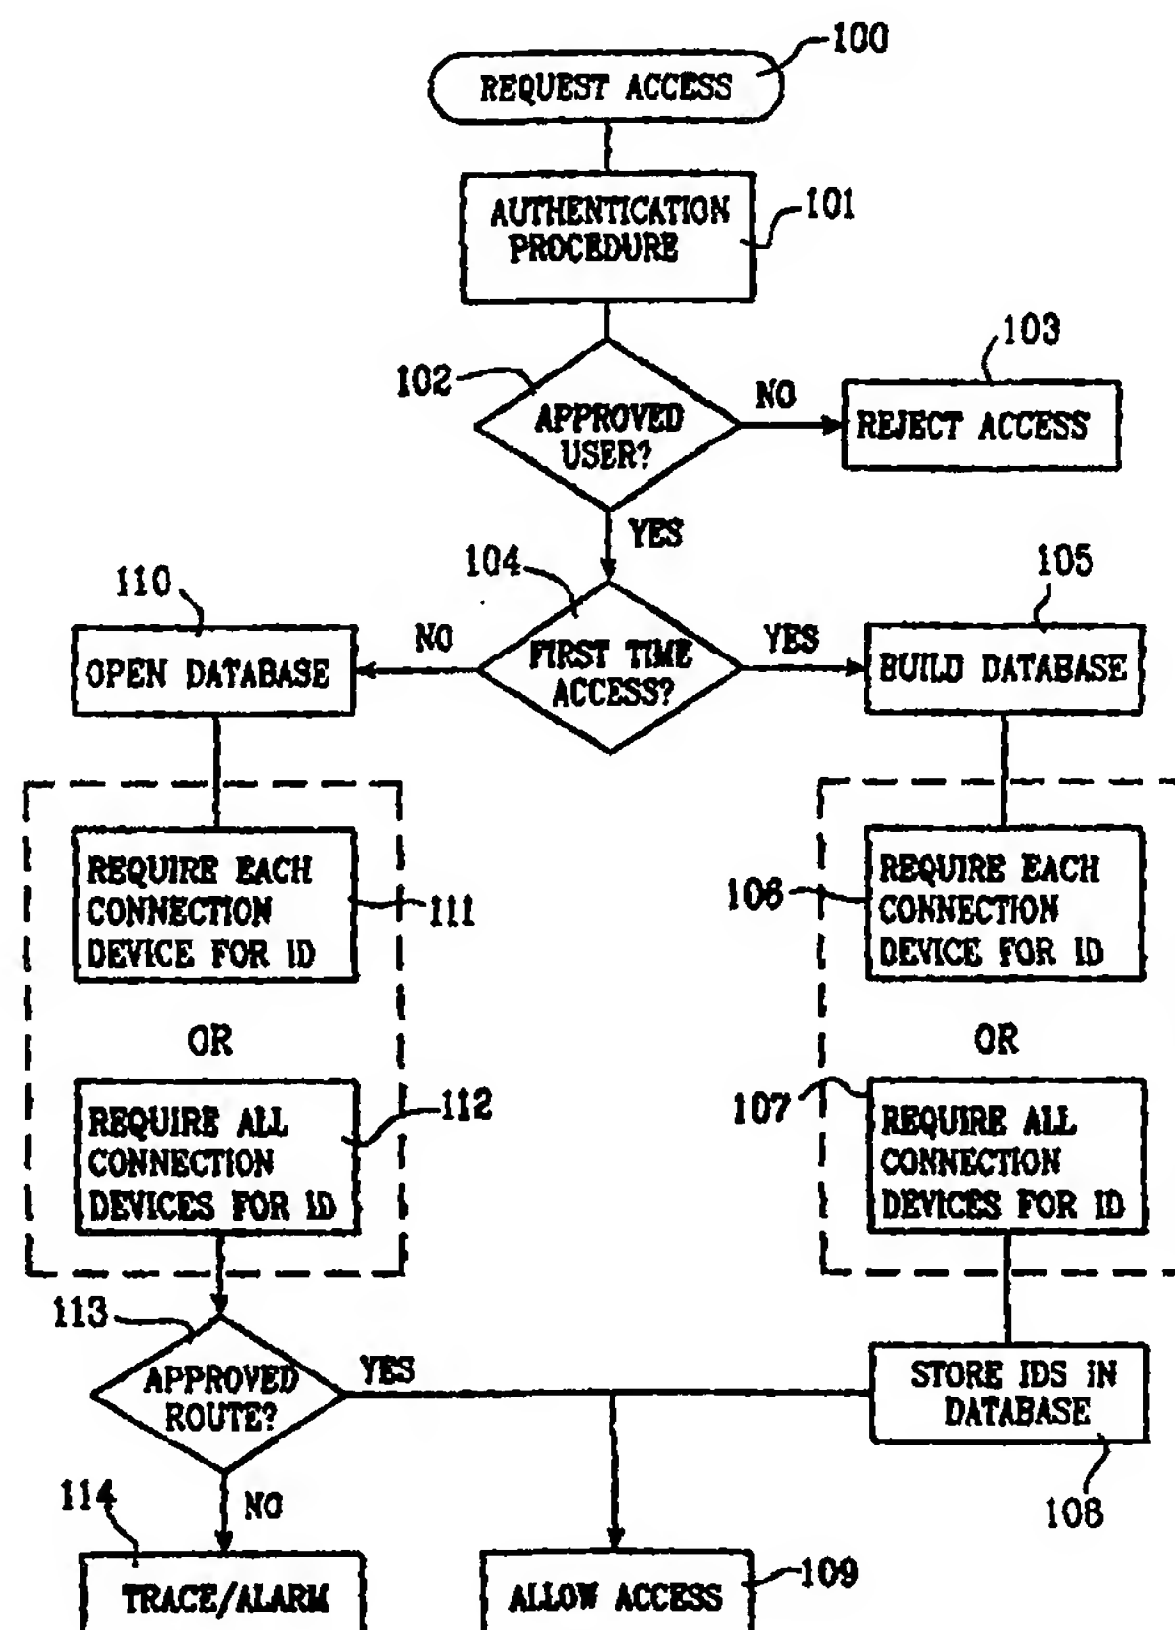 100
REQUEST ACCESS
AUTHENTICATION
PROCEDURE
101
102
APPROVED
USER?
NO
103
REJECT ACCESS
YES
104
FIRST TIME
ACCESS?
NO
YES
110
OPEN DATABASE
105
BUILD DATABASE
REQUIRE EACH
CONNECTION
DEVICE FOR ID
111
OR
REQUIRE ALL
CONNECTION
DEVICES FOR ID
112
106
REQUIRE EACH
CONNECTION
DEVICE FOR ID
OR
107
REQUIRE ALL
CONNECTION
DEVICES FOR ID
113
APPROVED
ROUTE?
YES
STORE IDS IN
DATABASE
108
NO
114
TRACE/ALARM
ALLOW ACCESS
109